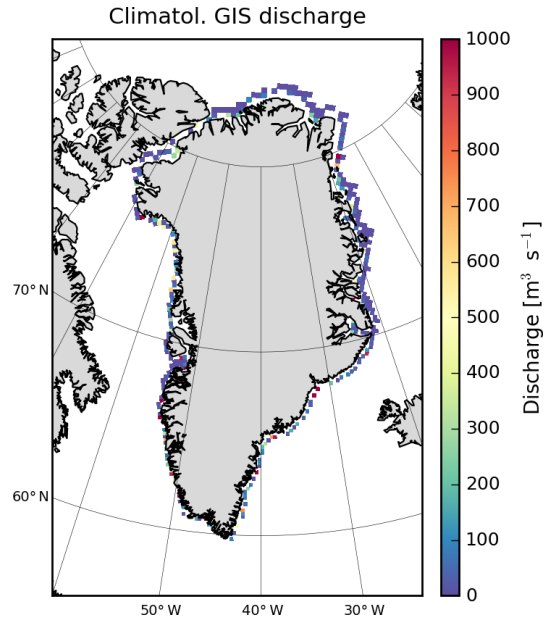 Climatol. GIS discharge
1000
900
800
700
600
500
400
300
200
100
0
Discharge [m³ s⁻¹]
70° N
60° N
50° W 40° W 30° W